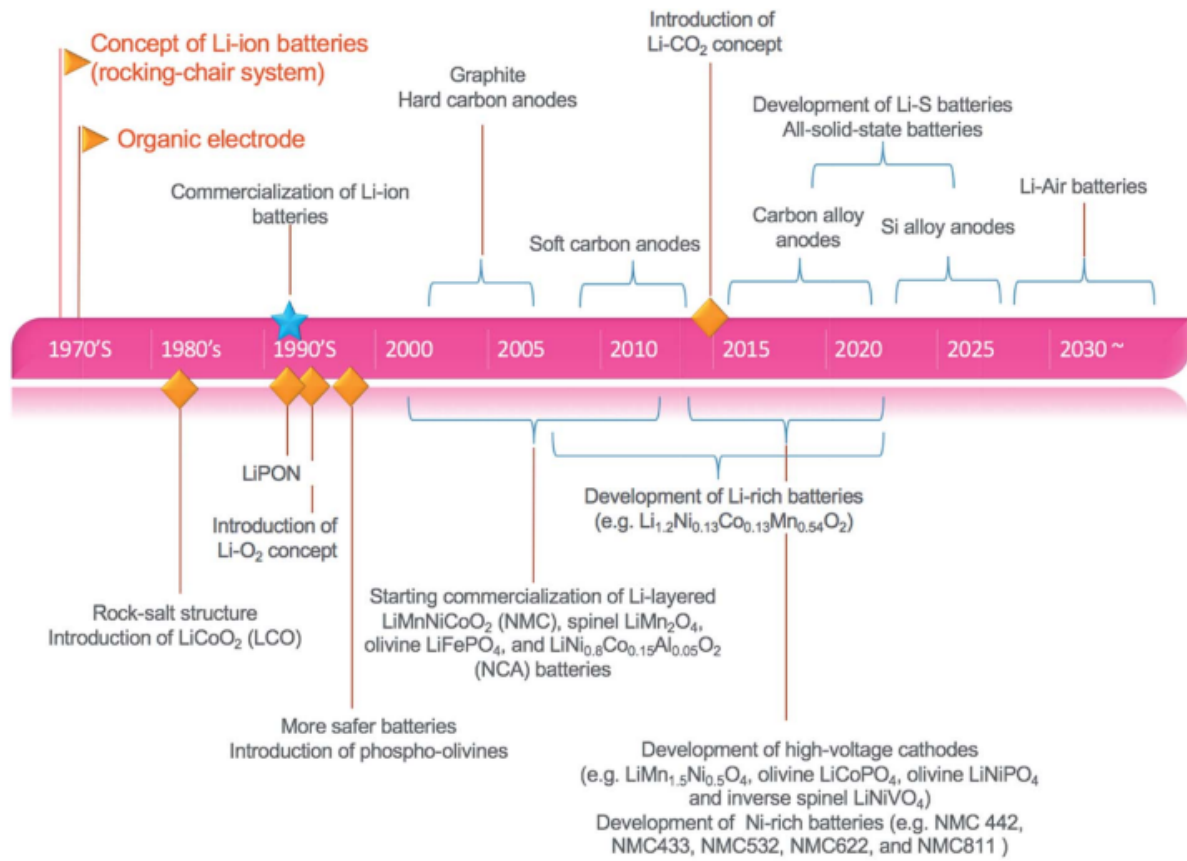 Concept of Li-ion batteries
(rocking-chair system)
Organic electrode
Commercialization of Li-ion
batteries
Graphite
Hard carbon anodes
Soft carbon anodes
Introduction of
Li-CO₂ concept
Development of Li-S batteries
All-solid-state batteries
Carbon alloy
anodes
Si alloy anodes
Li-Air batteries
1970'S 1980's 1990'S 2000 2005 2010 2015 2020 2025 2030 ~
LiPON
Introduction of
Li-O₂ concept
Rock-salt structure
Introduction of LiCoO₂ (LCO)
More safer batteries
Introduction of phospho-olivines
Starting commercialization of Li-layered
LiMnNiCoO₂ (NMC), spinel LiMn₂O₄,
olivine LiFePO₄, and LiNi₀.₈Co₀.₁₅Al₀.₀₅O₂
(NCA) batteries
Development of Li-rich batteries
(e.g. Li₁.₂Ni₀.₁₃Co₀.₁₃Mn₀.₅₄O₂)
Development of high-voltage cathodes
(e.g. LiMn₁.₅Ni₀.₅O₄, olivine LiCoPO₄, olivine LiNiPO₄
and inverse spinel LiNiVO₄)
Development of Ni-rich batteries (e.g. NMC 442,
NMC433, NMC532, NMC622, and NMC811 )